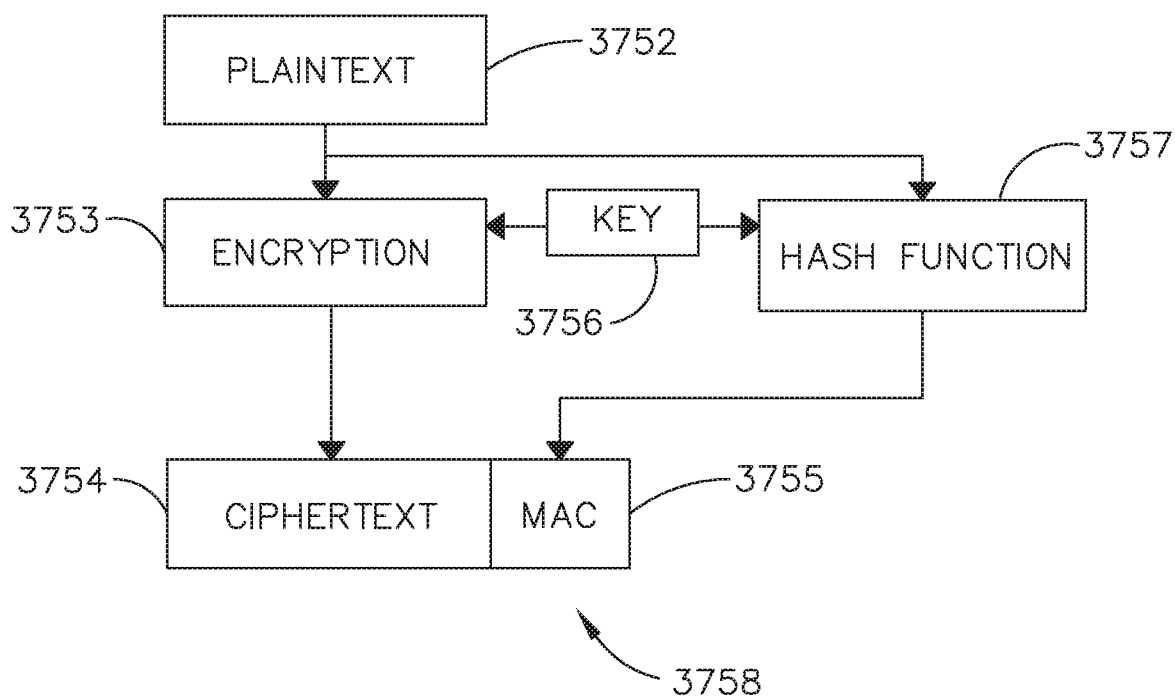 3752
PLAINTEXT
3757
3753
KEY
ENCRYPTION
HASH FUNCTION
3756
3754
3755
CIPHERTEXT
MAC
3758